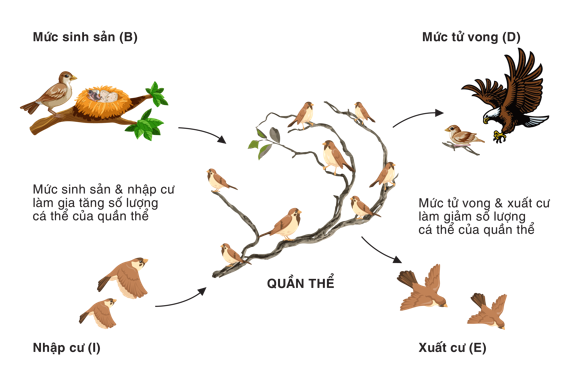 Mức sinh sản (B)
Mức tử vong (D)
Mức sinh sản & nhập cư
làm gia tăng số lượng
cá thể của quần thể
Mức tử vong & xuất cư
làm giảm số lượng
cá thể của quần thể
QUẦN THỂ
Nhập cư (I)
Xuất cư (E)